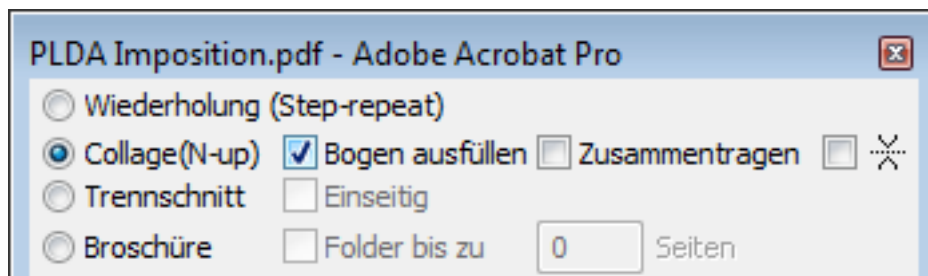 PLDA Imposition.pdf - Adobe Acrobat Pro
Wiederholung (Step-repeat)
Collage(N-up) Bogen ausfüllen Zusammentragen
Trennschnitt Einseitig
Broschüre Folder bis zu 0 Seiten